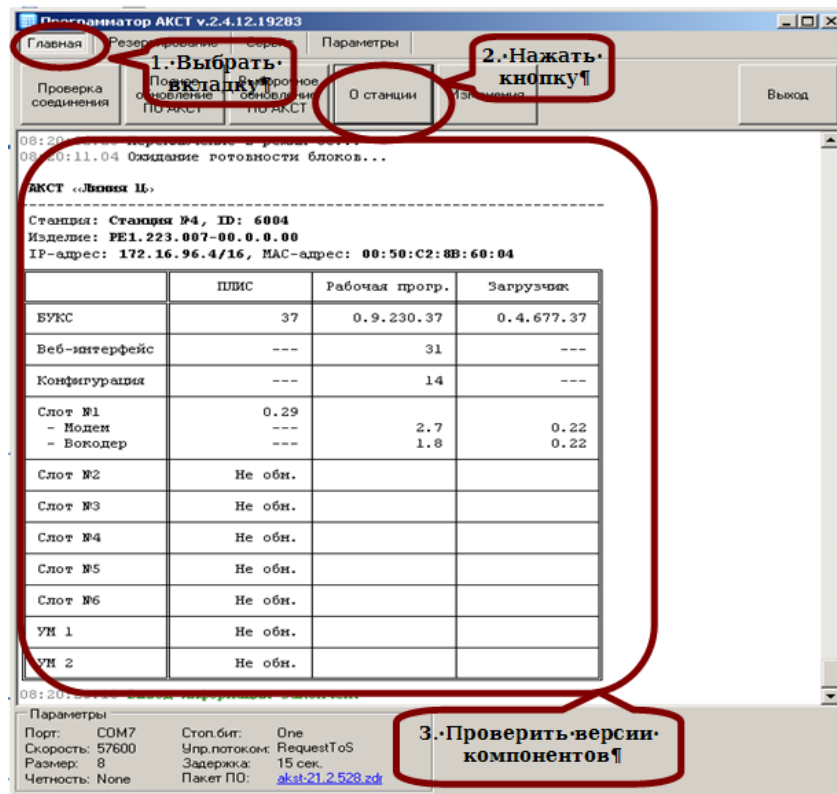 Программатор АКСТ v.2.4.12.19283
Главная Сервис Параметры
1.·Выбрать·вкладку¶
2.·Нажать·кнопку¶
Проверка соединения
обновление ПО АКСТ
обновление ПО АКСТ
О станции
Изменения
Выход
08:20:11.04 Ожидание готовности блоков...
АКСТ «Линия Ц»
Станция: Станция №4, ID: 6004
Изделие: РЕ1.223.007-00.0.0.00
IP-адрес: 172.16.96.4/16, MAC-адрес: 00:50:C2:8B:60:04
ПЛИС Рабочая прогр. Загрузчик
БУКС 37 0.9.230.37 0.4.677.37
Веб-интерфейс --- 31 ---
Конфигурация --- 14 ---
Слот №1 0.29
- Модем --- 2.7 0.22
- Вокодер --- 1.8 0.22
Слот №2 Не обн.
Слот №3 Не обн.
Слот №4 Не обн.
Слот №5 Не обн.
Слот №6 Не обн.
УМ 1 Не обн.
УМ 2 Не обн.
Параметры
Порт: COM7 Стоп.бит: One
Скорость: 57600 Упр.потоком: RequestToS
Размер: 8 Задержка: 15 сек.
Четность: None Пакет ПО: akst-21.2.528.zdr
3.·Проверить·версии·
компонентов¶